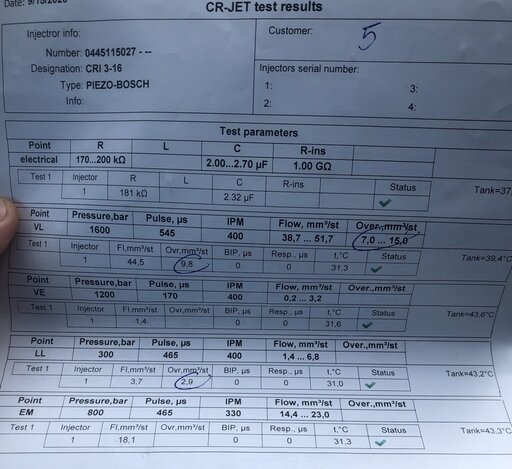 Date: 9/15/2020
CR-JET test results
Injector info:
Number: 0445115027 - --
Designation: CRI 3-16
Type: PIEZO-BOSCH
Info:
Customer: 5
Injectors serial number:
1: 3:
2: 4:
Test parameters
Point R L C R-ins
electrical 170...200 kΩ 2.00...2.70 µF 1.00 GΩ
Test 1 Injector R L C R-ins Status
1 181 kΩ 2.32 µF Tank=37
Point Pressure,bar Pulse, µs IPM Flow, mm³/st Over.,mm³/st
VL 1600 545 400 38,7 ... 51,7 7,0 ... 15,0
Test 1 Injector Fl,mm³/st Ovr,mm³/st BIP, µs Resp., µs t,°C Status
1 44,5 9,8 0 0 31,3 Tank=39,4°C
Point Pressure,bar Pulse, µs IPM Flow, mm³/st Over.,mm³/st
VE 1200 170 400 0,2 ... 3,2
Test 1 Injector Fl,mm³/st Ovr,mm³/st BIP, µs Resp., µs t,°C Status
1 1,4 0 0 31,6 Tank=43,6°C
Point Pressure,bar Pulse, µs IPM Flow, mm³/st Over.,mm³/st
LL 300 465 400 1,4 ... 6,8
Test 1 Injector Fl,mm³/st Ovr,mm³/st BIP, µs Resp., µs t,°C Status
1 3,7 2,9 0 0 31,0 Tank=43,2°C
Point Pressure,bar Pulse, µs IPM Flow, mm³/st Over.,mm³/st
EM 800 465 330 14,4 ... 23,0
Test 1 Injector Fl,mm³/st Ovr,mm³/st BIP, µs Resp., µs t,°C Status
1 18,1 0 0 31,3 Tank=43,3°C